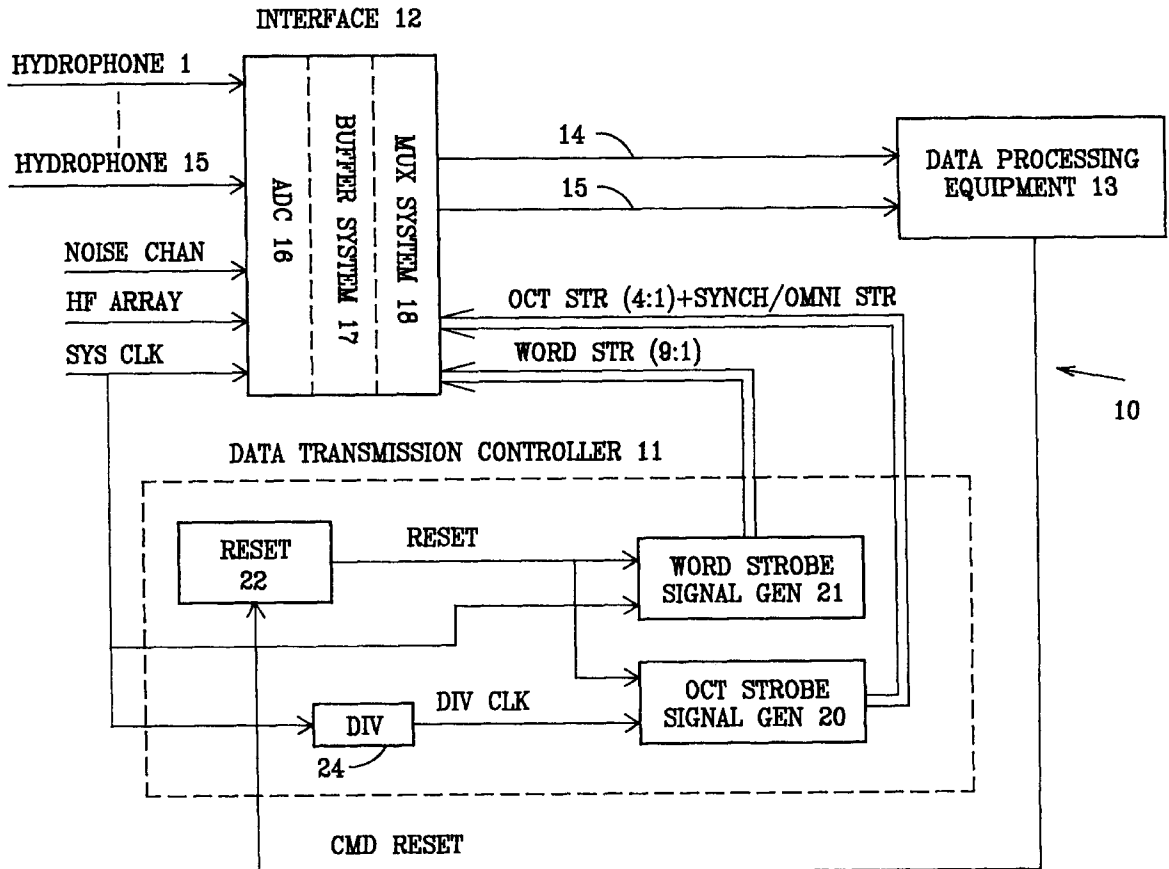 INTERFACE 12
HYDROPHONE 1
HYDROPHONE 15
NOISE CHAN
HF ARRAY
SYS CLK
ADC 16
BUFFER SYSTEM 17
MUX SYSTEM 18
14
15
DATA PROCESSING
EQUIPMENT 13
OCT STR (4:1)+SYNCH/OMNI STR
WORD STR (9:1)
10
DATA TRANSMISSION CONTROLLER 11
RESET
22
RESET
WORD STROBE
SIGNAL GEN 21
OCT STROBE
SIGNAL GEN 20
DIV
DIV CLK
24
CMD RESET